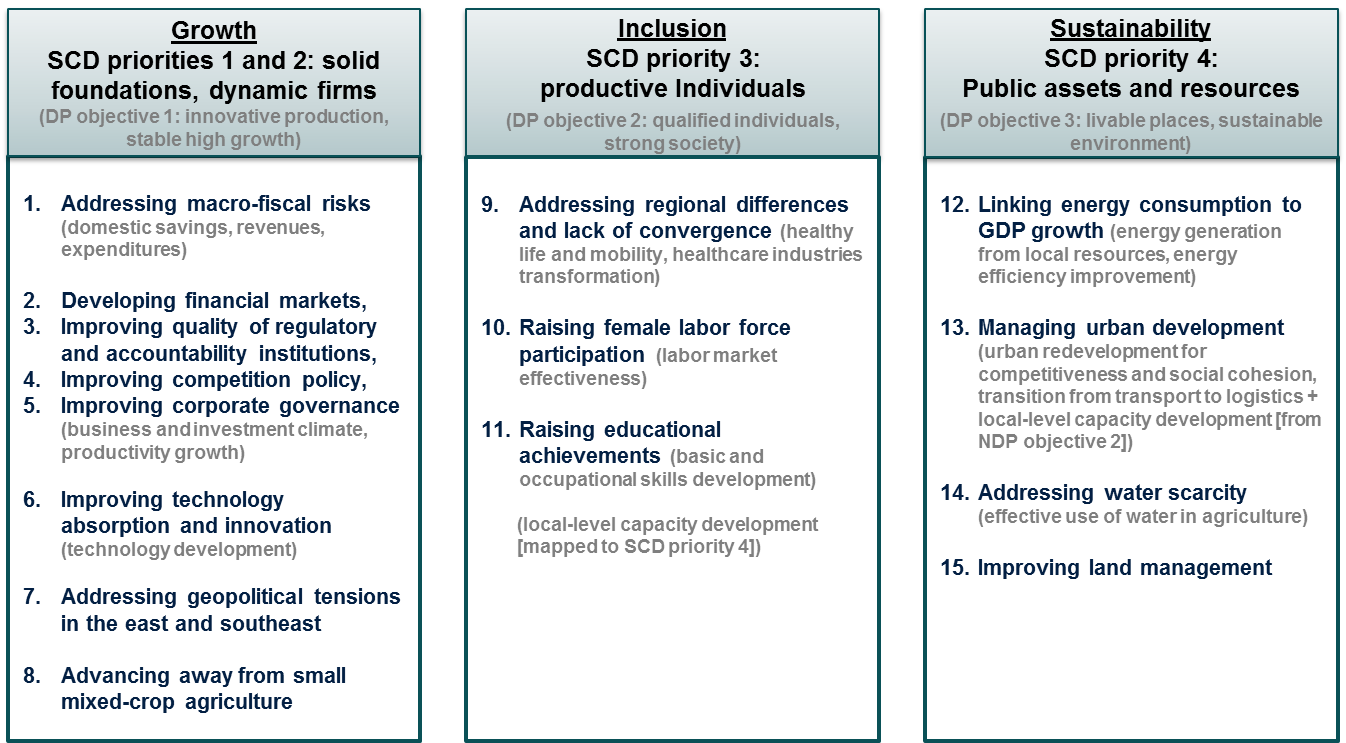 Growth
SCD priorities 1 and 2: solid
foundations, dynamic firms
(DP objective 1: innovative production,
stable high growth)
1. Addressing macro-fiscal risks
(domestic savings, revenues,
expenditures)
2. Developing financial markets,
3. Improving quality of regulatory
and accountability institutions,
4. Improving competition policy,
5. Improving corporate governance
(business and investment climate,
productivity growth)
6. Improving technology
absorption and innovation
(technology development)
7. Addressing geopolitical tensions
in the east and southeast
8. Advancing away from small
mixed-crop agriculture
Inclusion
SCD priority 3:
productive Individuals
(DP objective 2: qualified individuals,
strong society)
9. Addressing regional differences
and lack of convergence (healthy
life and mobility, healthcare industries
transformation)
10. Raising female labor force
participation (labor market
effectiveness)
11. Raising educational
achievements (basic and
occupational skills development)
(local-level capacity development
[mapped to SCD priority 4])
Sustainability
SCD priority 4:
Public assets and resources
(DP objective 3: livable places, sustainable
environment)
12. Linking energy consumption to
GDP growth (energy generation
from local resources, energy
efficiency improvement)
13. Managing urban development
(urban redevelopment for
competitiveness and social cohesion,
transition from transport to logistics +
local-level capacity development [from
NDP objective 2])
14. Addressing water scarcity
(effective use of water in agriculture)
15. Improving land management